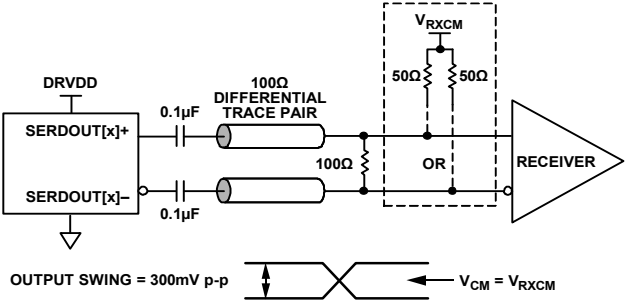 V_RXCM
DRVDD
50Ω 50Ω
0.1µF
100Ω
DIFFERENTIAL
TRACE PAIR
SERDOUT[x]+
100Ω
OR
RECEIVER
SERDOUT[x]–
0.1µF
OUTPUT SWING = 300mV p-p
V_CM = V_RXCM